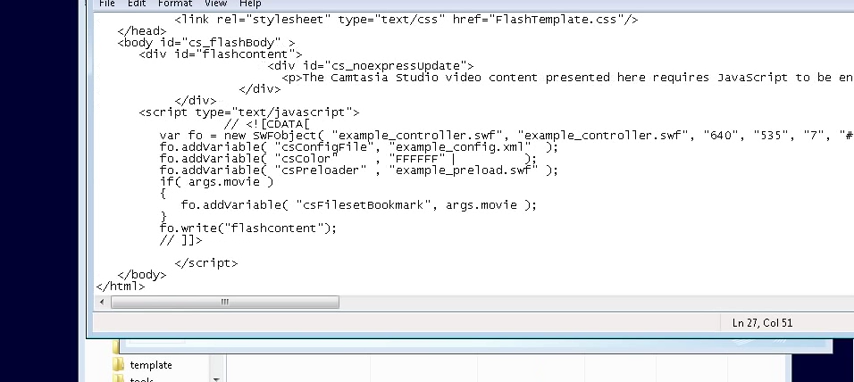 File Edit Format View Help
<link rel="stylesheet" type="text/css" href="FlashTemplate.css"/>
</head>
<body id="cs_flashBody" >
<div id="flashcontent">
<div id="cs_noexpressUpdate">
<p>The Camtasia Studio video content presented here requires JavaScript to be en
</div>
</div>
<script type="text/javascript">
// <![CDATA[
var fo = new SWFObject( "example_controller.swf", "example_controller.swf", "640", "535", "7", "#
fo.addVariable( "csConfigFile", "example_config.xml" );
fo.addVariable( "csColor" , "FFFFFF" );
fo.addVariable( "csPreloader" , "example_preload.swf" );
if( args.movie )
{
fo.addVariable( "csFilesetBookmark", args.movie );
}
fo.write("flashcontent");
// ]]>
</script>
</body>
</html>
Ln 27, Col 51
template
tools